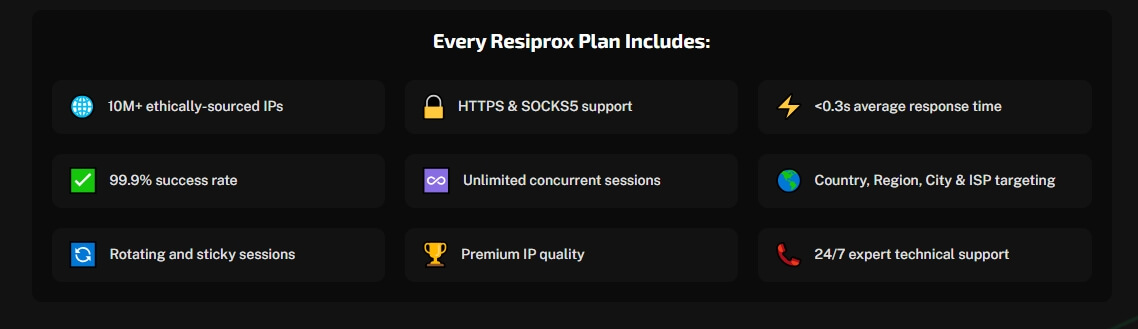 Every Resiprox Plan Includes:
10M+ ethically-sourced IPs
HTTPS & SOCKS5 support
<0.3s average response time
99.9% success rate
Unlimited concurrent sessions
Country, Region, City & ISP targeting
Rotating and sticky sessions
Premium IP quality
24/7 expert technical support